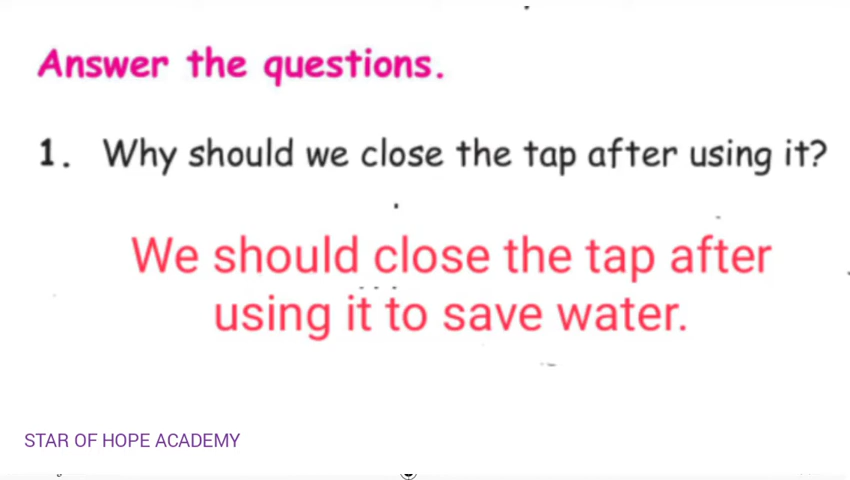 Answer the questions.
1. Why should we close the tap after using it?
We should close the tap after
using it to save water.
STAR OF HOPE ACADEMY